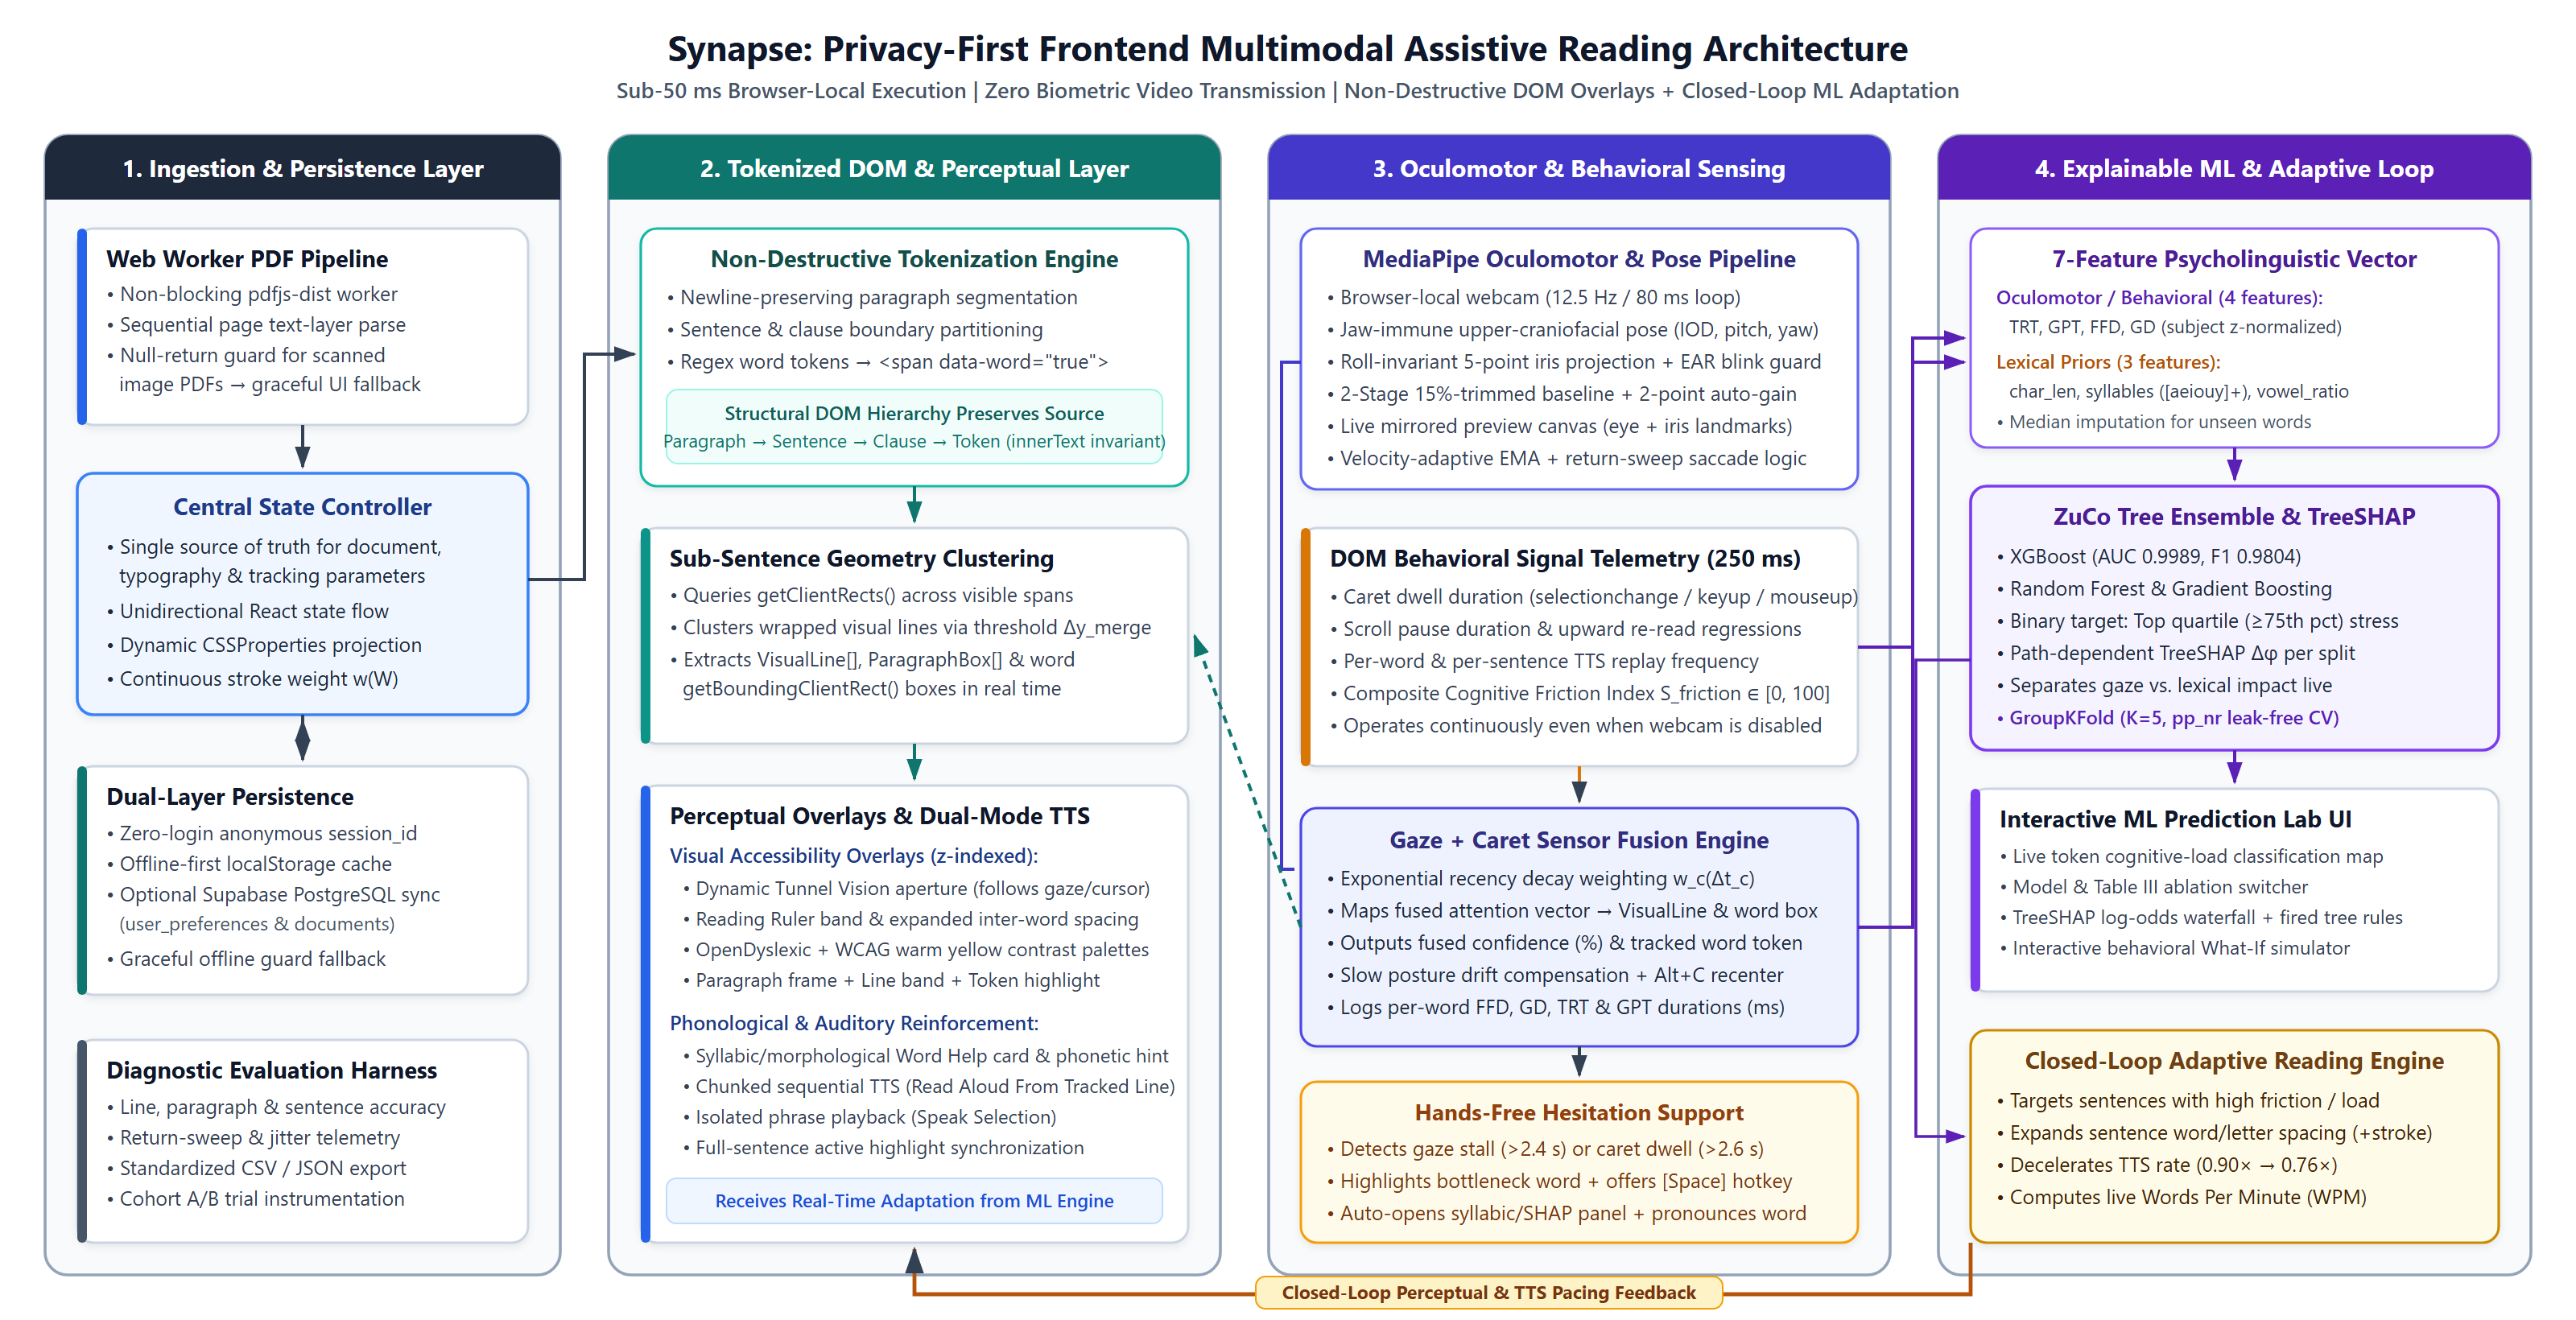 Synapse: Privacy-First Frontend Multimodal Assistive Reading Architecture
Sub-50 ms Browser-Local Execution | Zero Biometric Video Transmission | Non-Destructive DOM Overlays + Closed-Loop ML Adaptation
1. Ingestion & Persistence Layer
Web Worker PDF Pipeline
• Non-blocking pdfjs-dist worker
• Sequential page text-layer parse
• Null-return guard for scanned
image PDFs → graceful UI fallback
Central State Controller
• Single source of truth for document,
typography & tracking parameters
• Unidirectional React state flow
• Dynamic CSSProperties projection
• Continuous stroke weight w(W)
Dual-Layer Persistence
• Zero-login anonymous session_id
• Offline-first localStorage cache
• Optional Supabase PostgreSQL sync
(user_preferences & documents)
• Graceful offline guard fallback
Diagnostic Evaluation Harness
• Line, paragraph & sentence accuracy
• Return-sweep & jitter telemetry
• Standardized CSV / JSON export
• Cohort A/B trial instrumentation
2. Tokenized DOM & Perceptual Layer
Non-Destructive Tokenization Engine
• Newline-preserving paragraph segmentation
• Sentence & clause boundary partitioning
• Regex word tokens → <span data-word="true">
Structural DOM Hierarchy Preserves Source
Paragraph → Sentence → Clause → Token (innerText invariant)
Sub-Sentence Geometry Clustering
• Queries getClientRects() across visible spans
• Clusters wrapped visual lines via threshold Δy_merge
• Extracts VisualLine[], ParagraphBox[] & word
getBoundingClientRect() boxes in real time
Perceptual Overlays & Dual-Mode TTS
Visual Accessibility Overlays (z-indexed):
• Dynamic Tunnel Vision aperture (follows gaze/cursor)
• Reading Ruler band & expanded inter-word spacing
• OpenDyslexic + WCAG warm yellow contrast palettes
• Paragraph frame + Line band + Token highlight
Phonological & Auditory Reinforcement:
• Syllabic/morphological Word Help card & phonetic hint
• Chunked sequential TTS (Read Aloud From Tracked Line)
• Isolated phrase playback (Speak Selection)
• Full-sentence active highlight synchronization
Receives Real-Time Adaptation from ML Engine
3. Oculomotor & Behavioral Sensing
MediaPipe Oculomotor & Pose Pipeline
• Browser-local webcam (12.5 Hz / 80 ms loop)
• Jaw-immune upper-craniofacial pose (IOD, pitch, yaw)
• Roll-invariant 5-point iris projection + EAR blink guard
• 2-Stage 15%-trimmed baseline + 2-point auto-gain
• Live mirrored preview canvas (eye + iris landmarks)
• Velocity-adaptive EMA + return-sweep saccade logic
DOM Behavioral Signal Telemetry (250 ms)
• Caret dwell duration (selectionchange / keyup / mouseup)
• Scroll pause duration & upward re-read regressions
• Per-word & per-sentence TTS replay frequency
• Composite Cognitive Friction Index S_friction ∈ [0, 100]
• Operates continuously even when webcam is disabled
Gaze + Caret Sensor Fusion Engine
• Exponential recency decay weighting w_c(Δt_c)
• Maps fused attention vector → VisualLine & word box
• Outputs fused confidence (%) & tracked word token
• Slow posture drift compensation + Alt+C recenter
• Logs per-word FFD, GD, TRT & GPT durations (ms)
Hands-Free Hesitation Support
• Detects gaze stall (>2.4 s) or caret dwell (>2.6 s)
• Highlights bottleneck word + offers [Space] hotkey
• Auto-opens syllabic/SHAP panel + pronounces word
4. Explainable ML & Adaptive Loop
7-Feature Psycholinguistic Vector
Oculomotor / Behavioral (4 features):
TRT, GPT, FFD, GD (subject z-normalized)
Lexical Priors (3 features):
char_len, syllables ([aeiouy]+), vowel_ratio
• Median imputation for unseen words
ZuCo Tree Ensemble & TreeSHAP
• XGBoost (AUC 0.9989, F1 0.9804)
• Random Forest & Gradient Boosting
• Binary target: Top quartile (≥75th pct) stress
• Path-dependent TreeSHAP Δφ per split
• Separates gaze vs. lexical impact live
• GroupKFold (K=5, pp_nr leak-free CV)
Interactive ML Prediction Lab UI
• Live token cognitive-load classification map
• Model & Table III ablation switcher
• TreeSHAP log-odds waterfall + fired tree rules
• Interactive behavioral What-If simulator
Closed-Loop Adaptive Reading Engine
• Targets sentences with high friction / load
• Expands sentence word/letter spacing (+stroke)
• Decelerates TTS rate (0.90× → 0.76×)
• Computes live Words Per Minute (WPM)
Closed-Loop Perceptual & TTS Pacing Feedback